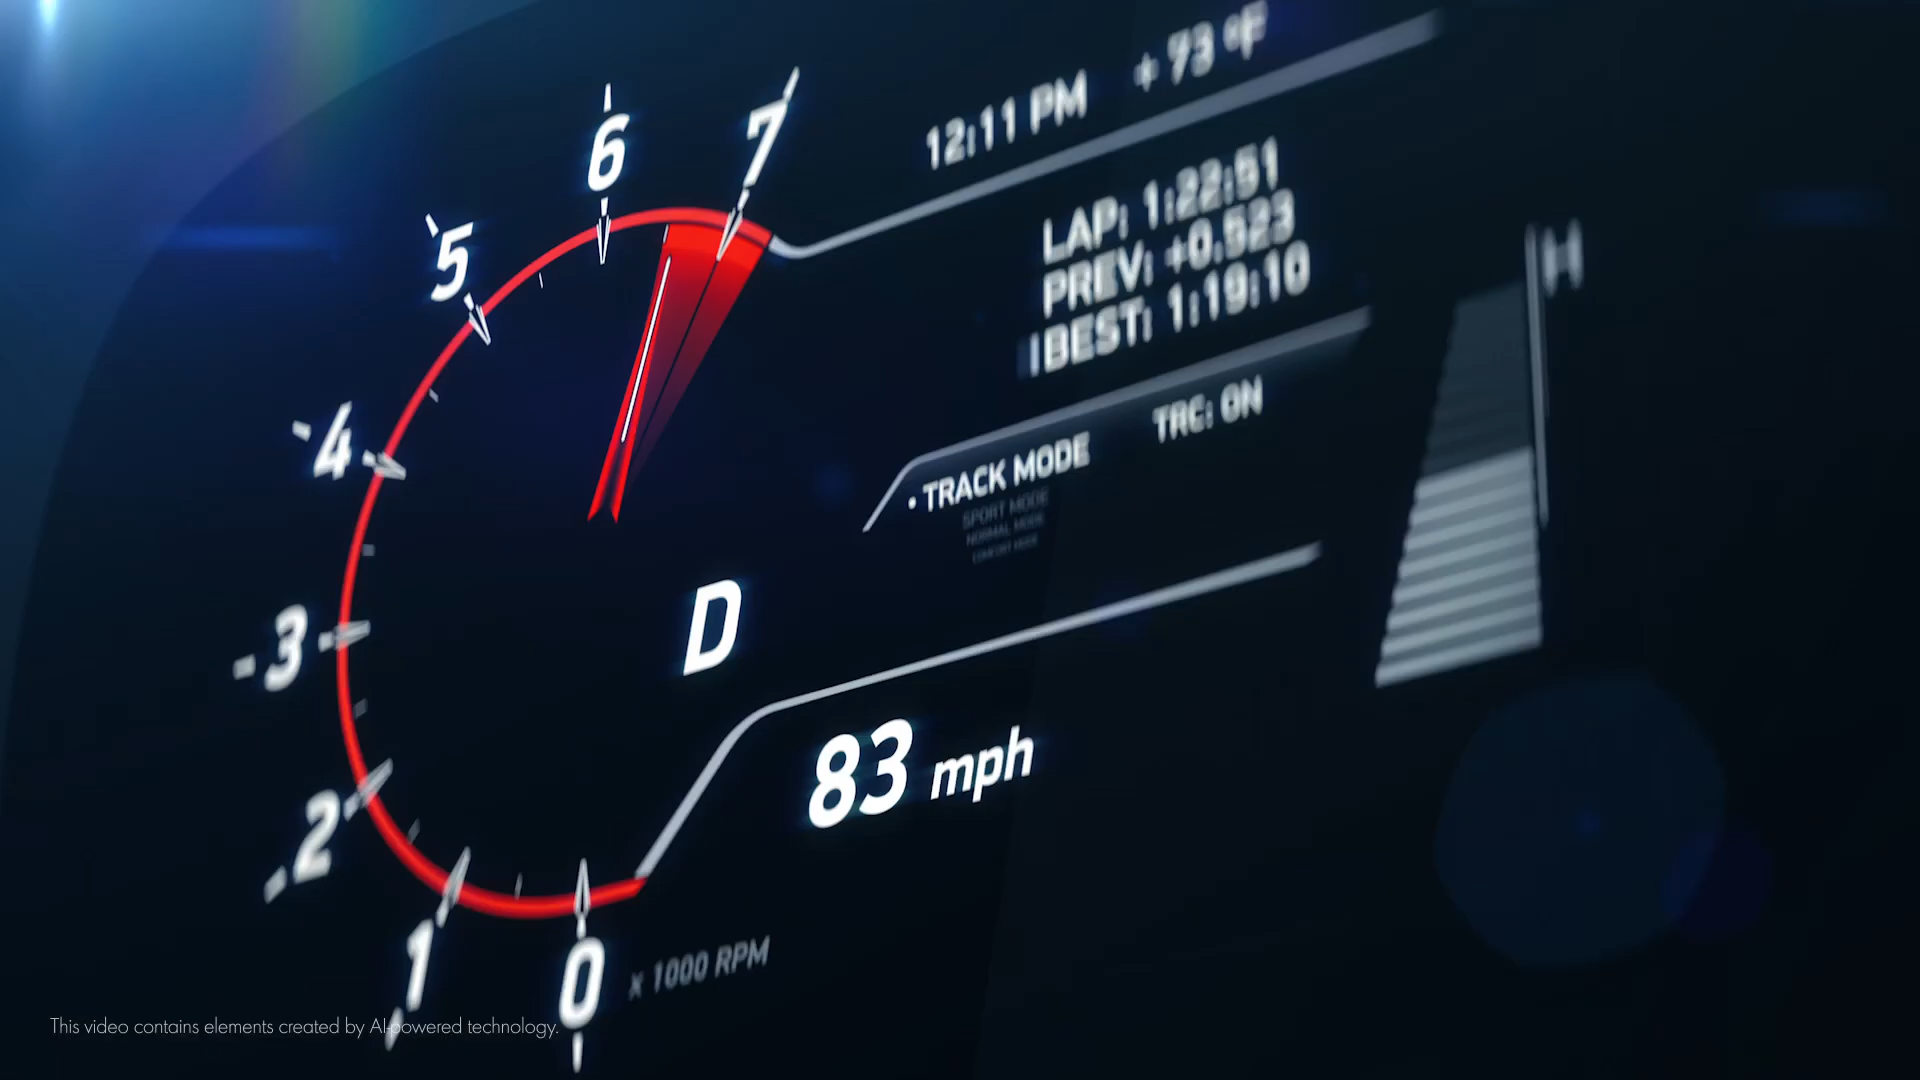 + 73 °F
12:11 PM
7
6
5
4
3
2
1
0
x 1000 RPM
LAP: 1:22:51
PREV: +0.523
BEST: 1:19:10
TRC: ON
• TRACK MODE
SPORT MODE
NORMAL MODE
COMFORT MODE
D
83 mph
H
This video contains elements created by AI-powered technology.